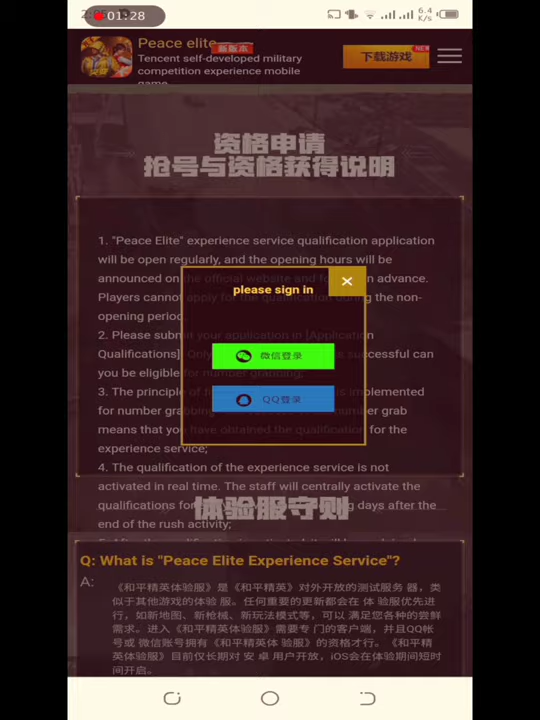 01:28
6.4
K/s
Peace elite
新版本
Tencent self-developed military
competition experience mobile
game
下载游戏
NEW
资格申请
抢号与资格获得说明
1. "Peace Elite" experience service qualification application
will be open regularly, and the opening hours will be
announced on the official website and
in advance.
Players cannot apply for the qualification during the non-
opening period
please sign in
2. Please submit your application in [Application
Qualifications]
successful can
you be eligible for number grabbing;
微信登录
3. The principle of
is implemented
for number grabbing
number grab
means that you have obtained the qualification for the
experience service;
QQ登录
4. The qualification of the experience service is not
activated in real time. The staff will centrally activate the
qualifications for
days after the
end of the rush activity;
体验服守则
Q: What is "Peace Elite Experience Service"?
A:
《和平精英体验服》是《和平精英》对外开放的测试服务 器，类
似于其他游戏的体验 服。任何重要的更新都会在 体 验服优先进
行，如新地图、新枪械、新玩法模式等，可以 满足您各种的尝鲜
需求。进入《和平精英体验服》需要专 门的客户端，并且QQ帐
号或 微信账号拥有《和平精英体 验服》的资格才行。 《和平精
英体验服》目前仅长期对 安 卓 用户开放，iOS会在体验期间短时
间开启。